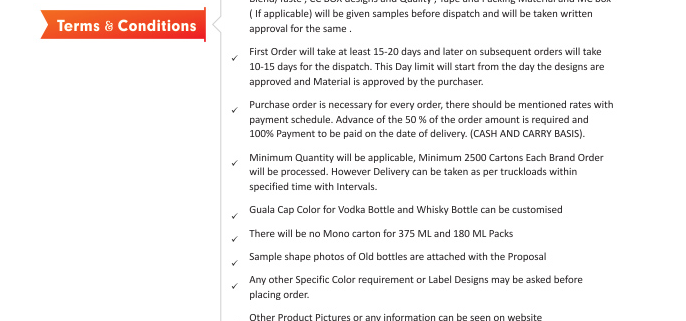 Blend/Taste , CC BOX designs and Quality , Tape and Packing Material and MC box
( If applicable) will be given samples before dispatch and will be taken written
approval for the same .
Terms & Conditions
First Order will take at least 15-20 days and later on subsequent orders will take
10-15 days for the dispatch. This Day limit will start from the day the designs are
approved and Material is approved by the purchaser.
Purchase order is necessary for every order, there should be mentioned rates with
payment schedule. Advance of the 50 % of the order amount is required and
100% Payment to be paid on the date of delivery. (CASH AND CARRY BASIS).
Minimum Quantity will be applicable, Minimum 2500 Cartons Each Brand Order
will be processed. However Delivery can be taken as per truckloads within
specified time with Intervals.
Guala Cap Color for Vodka Bottle and Whisky Bottle can be customised
There will be no Mono carton for 375 ML and 180 ML Packs
Sample shape photos of Old bottles are attached with the Proposal
Any other Specific Color requirement or Label Designs may be asked before
placing order.
Other Product Pictures or any information can be seen on website